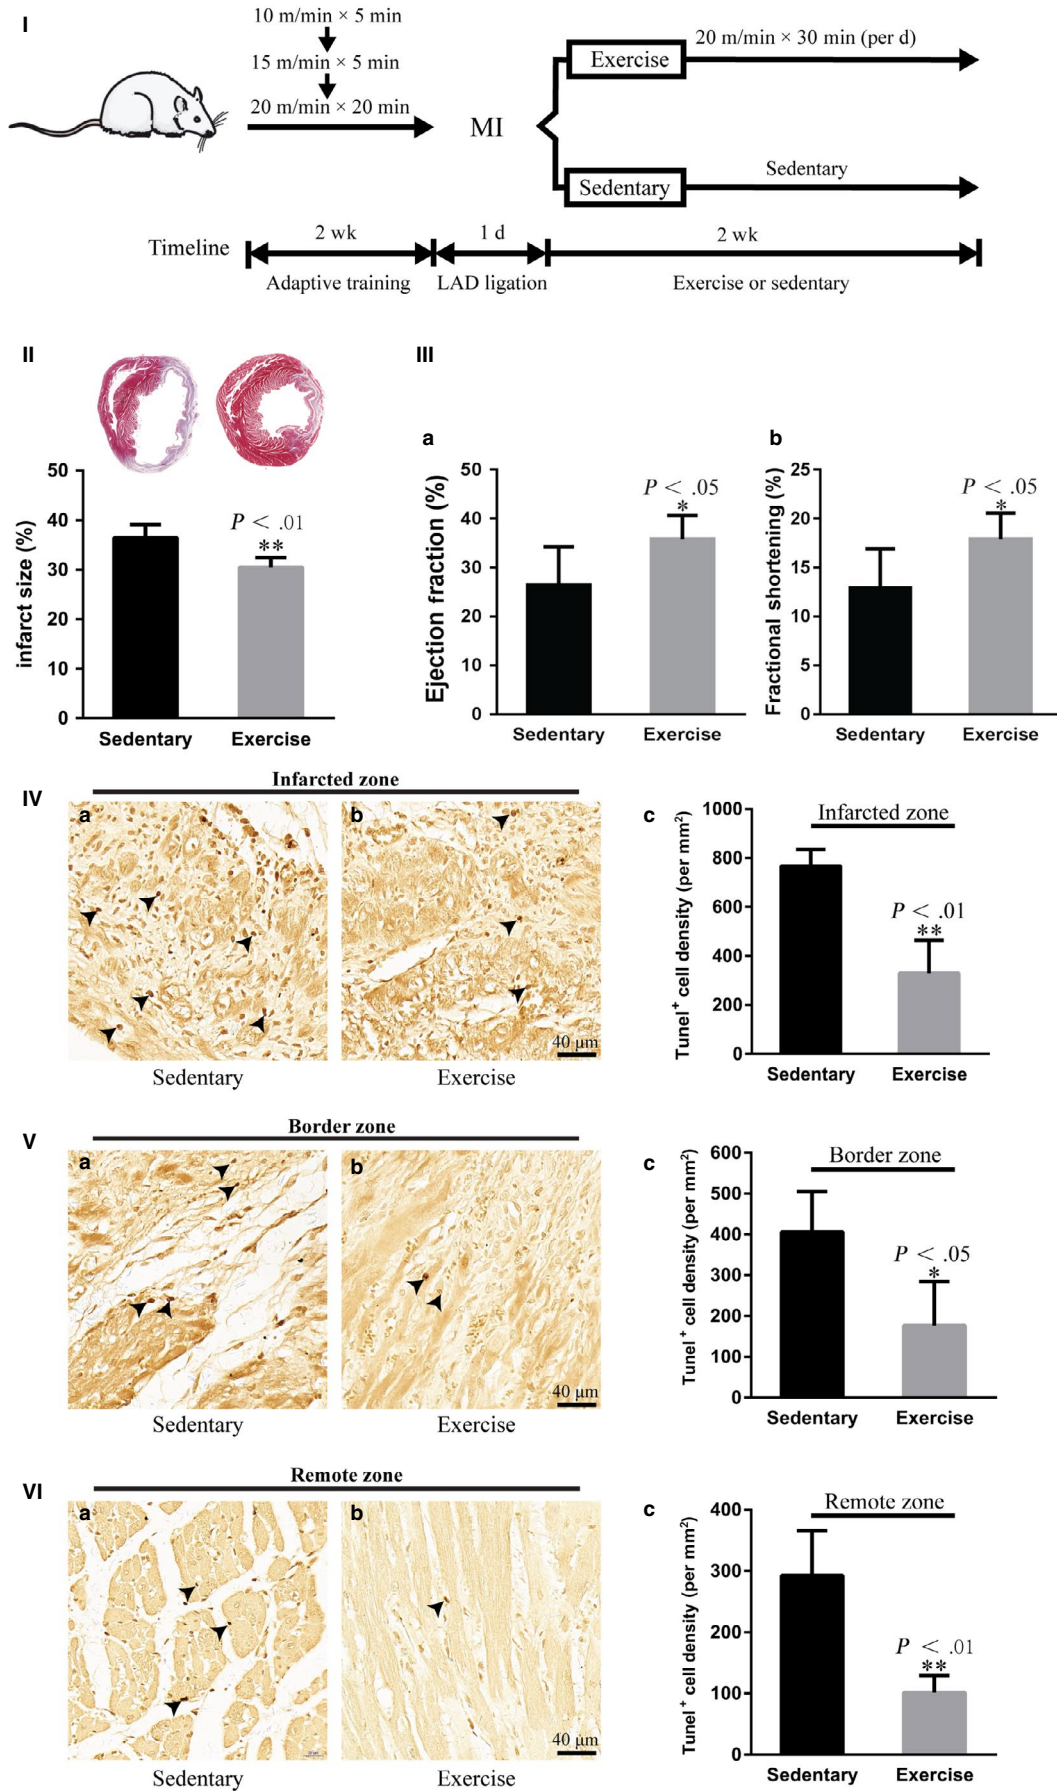 I
10 m/min × 5 min
15 m/min × 5 min
20 m/min × 20 min
MI
Exercise
20 m/min × 30 min (per d)
Sedentary
Sedentary
Timeline
2 wk
1 d
2 wk
Adaptive training
LAD ligation
Exercise or sedentary
II
infarct size (%)
50
40
30
20
10
0
P < .01
**
Sedentary
Exercise
III
a
Ejection fraction (%)
50
40
30
20
10
0
P < .05
*
Sedentary
Exercise
b
Fractional shortening (%)
25
20
15
10
5
0
P < .05
*
Sedentary
Exercise
IV
Infarcted zone
a
Sedentary
b
40 μm
Exercise
c
Infarcted zone
Tunel+ cell density (per mm²)
1000
800
600
400
200
0
P < .01
**
Sedentary
Exercise
V
Border zone
a
Sedentary
b
40 μm
Exercise
c
Border zone
Tunel+ cell density (per mm²)
600
500
400
300
200
100
0
P < .05
*
Sedentary
Exercise
VI
Remote zone
a
Sedentary
b
40 μm
Exercise
c
Remote zone
Tunel+ cell density (per mm²)
400
300
200
100
0
P < .01
**
Sedentary
Exercise